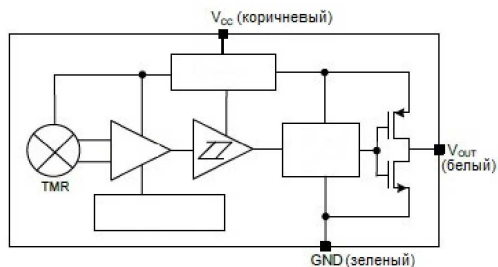 VCC (коричневый)
TMR
VOUT
(белый)
GND (зеленый)